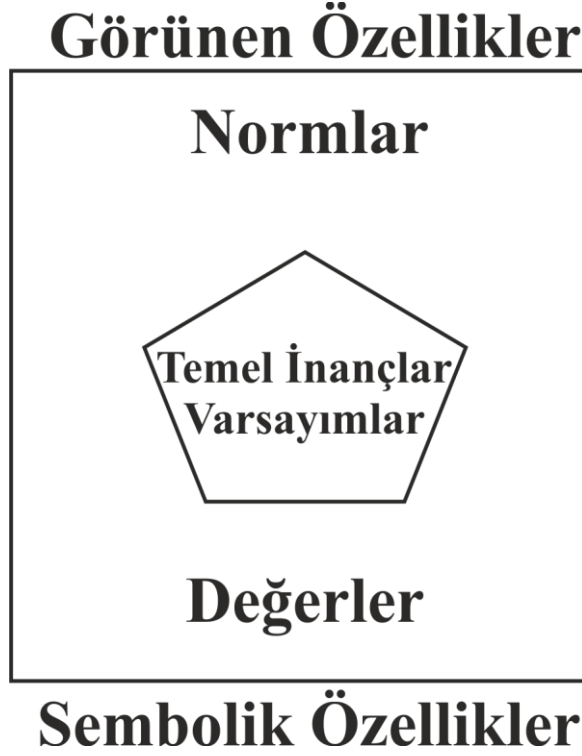 Görünen Özellikler
Normlar
Temel İnançlar
Varsayımlar
Değerler
Sembolik Özellikler